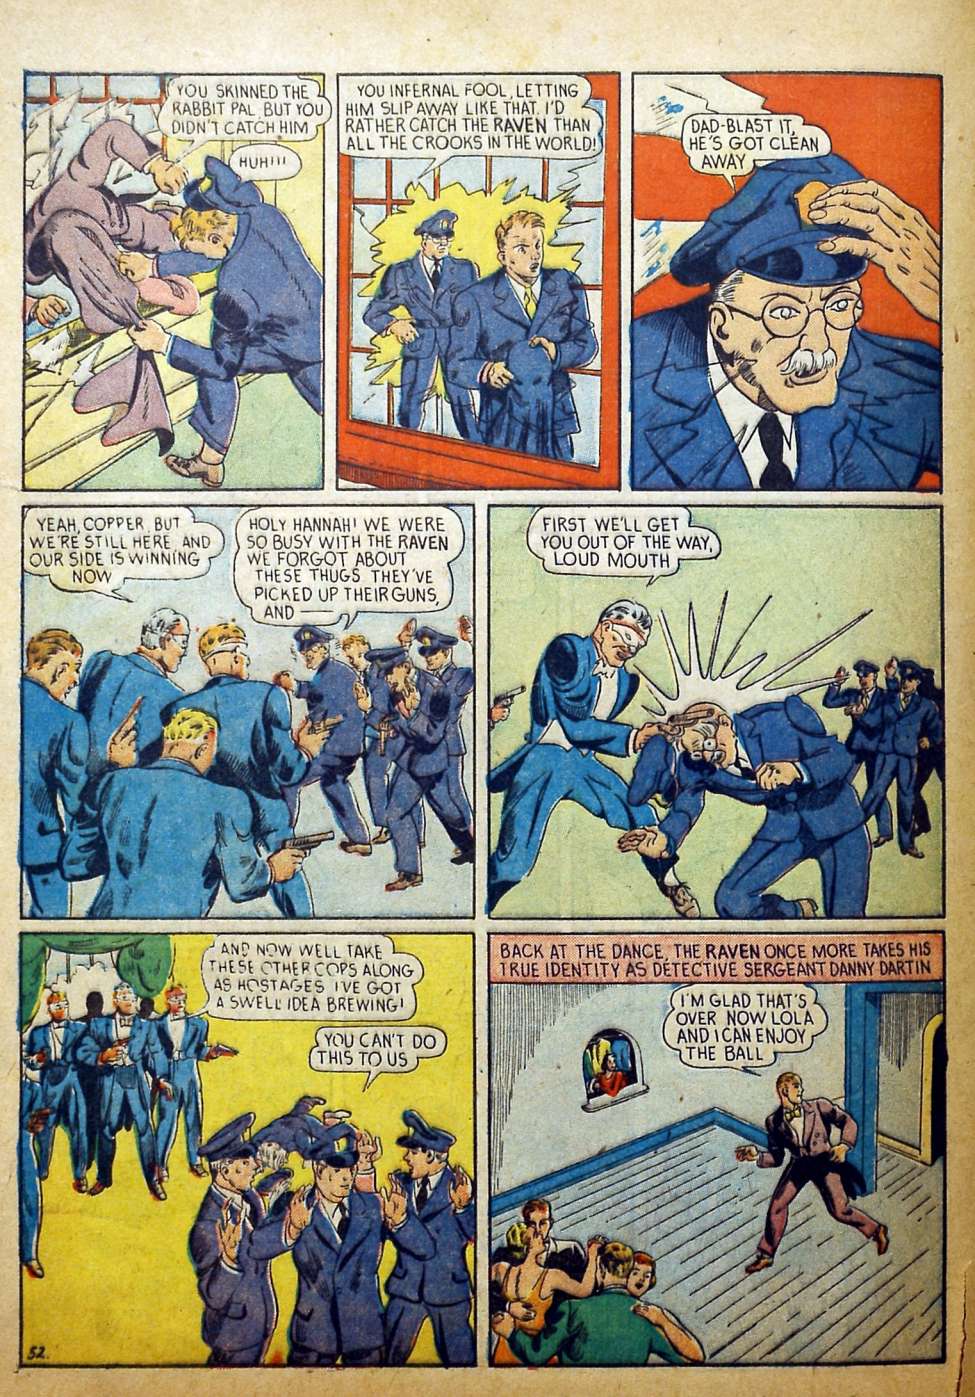 YOU SKINNED THE
RABBIT PAL, BUT YOU
DIDN'T CATCH HIM
HUH!!!
YOU INFERNAL FOOL, LETTING
HIM SLIP AWAY LIKE THAT. I'D
RATHER CATCH THE RAVEN THAN
ALL THE CROOKS IN THE WORLD!
DAD-BLAST IT,
HE'S GOT CLEAN
AWAY
YEAH, COPPER, BUT
WE'RE STILL HERE AND
OUR SIDE IS WINNING
NOW
HOLY HANNAH! WE WERE
SO BUSY WITH THE RAVEN
WE FORGOT ABOUT
THESE THUGS. THEY'VE
PICKED UP THEIR GUNS,
AND ——
FIRST WE'LL GET
YOU OUT OF THE WAY,
LOUD MOUTH
AND NOW WELL TAKE
THESE OTHER COPS ALONG
AS HOSTAGES I'VE GOT
A SWELL IDEA BREWING!
YOU CAN'T DO
THIS TO US
BACK AT THE DANCE, THE RAVEN ONCE MORE TAKES HIS
TRUE IDENTITY AS DETECTIVE SERGEANT DANNY DARTIN
I'M GLAD THAT'S
OVER NOW LOLA
AND I CAN ENJOY
THE BALL
52.